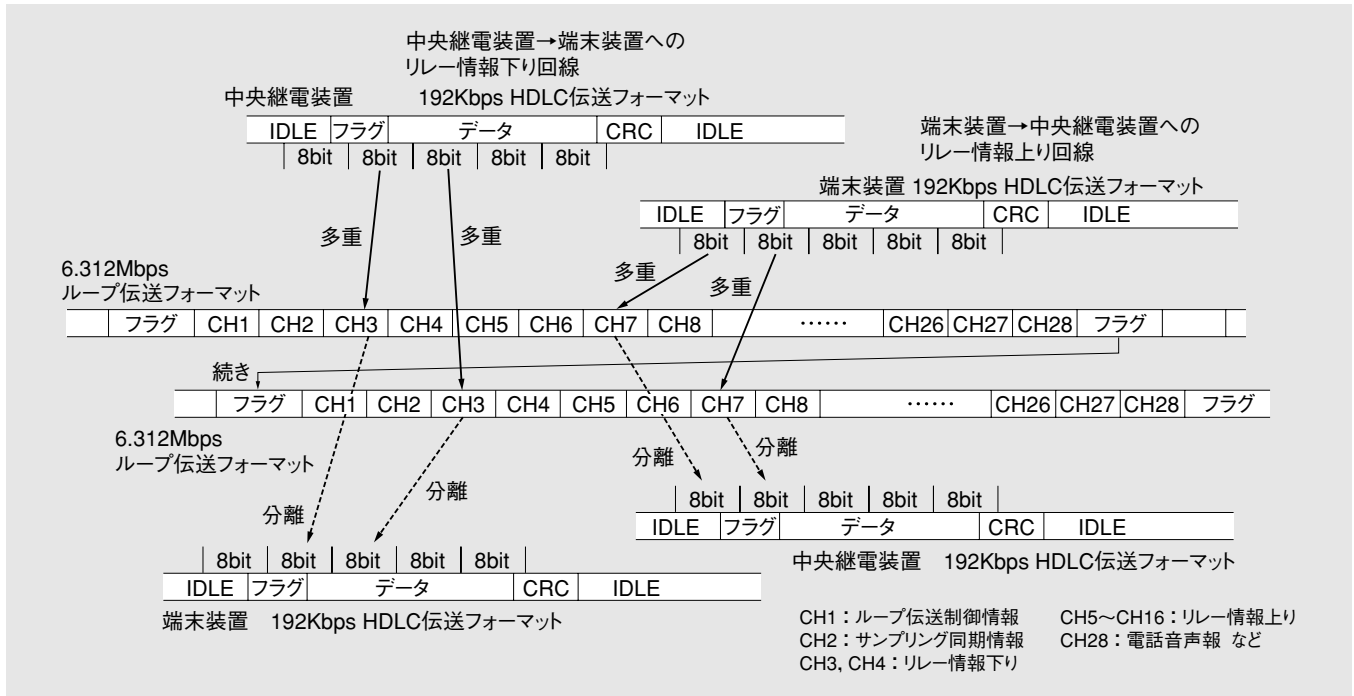 中央継電装置→端末装置への
リレー情報下り回線
中央継電装置 192Kbps HDLC伝送フォーマット
IDLE フラグ データ CRC IDLE
8bit 8bit 8bit 8bit 8bit
端末装置→中央継電装置への
リレー情報上り回線
端末装置 192Kbps HDLC伝送フォーマット
IDLE フラグ データ CRC IDLE
8bit 8bit 8bit 8bit 8bit
多重 多重
多重 多重
6.312Mbps
ループ伝送フォーマット
フラグ CH1 CH2 CH3 CH4 CH5 CH6 CH7 CH8 …… CH26 CH27 CH28 フラグ
続き
フラグ CH1 CH2 CH3 CH4 CH5 CH6 CH7 CH8 …… CH26 CH27 CH28 フラグ
6.312Mbps
ループ伝送フォーマット
分離 分離
分離 分離
8bit 8bit 8bit 8bit 8bit
IDLE フラグ データ CRC IDLE
中央継電装置 192Kbps HDLC伝送フォーマット
8bit 8bit 8bit 8bit 8bit
IDLE フラグ データ CRC IDLE
端末装置 192Kbps HDLC伝送フォーマット
CH1：ループ伝送制御情報 CH5～CH16：リレー情報上り
CH2：サンプリング同期情報 CH28：電話音声報 など
CH3, CH4：リレー情報下り